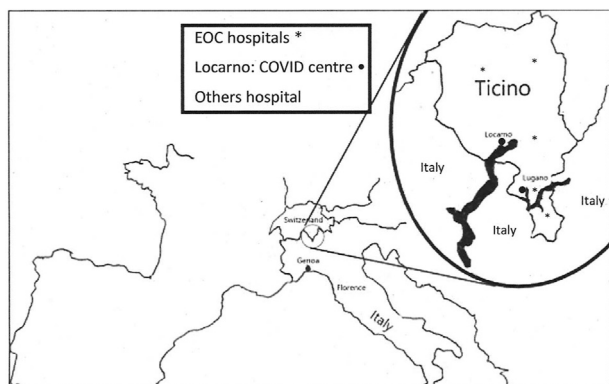 EOC hospitals *
Locarno: COVID centre •
Others hospital
Ticino
Locarno
Italy
Lugano
Italy
Italy
Switzerland
Genoa
Florence
Italy